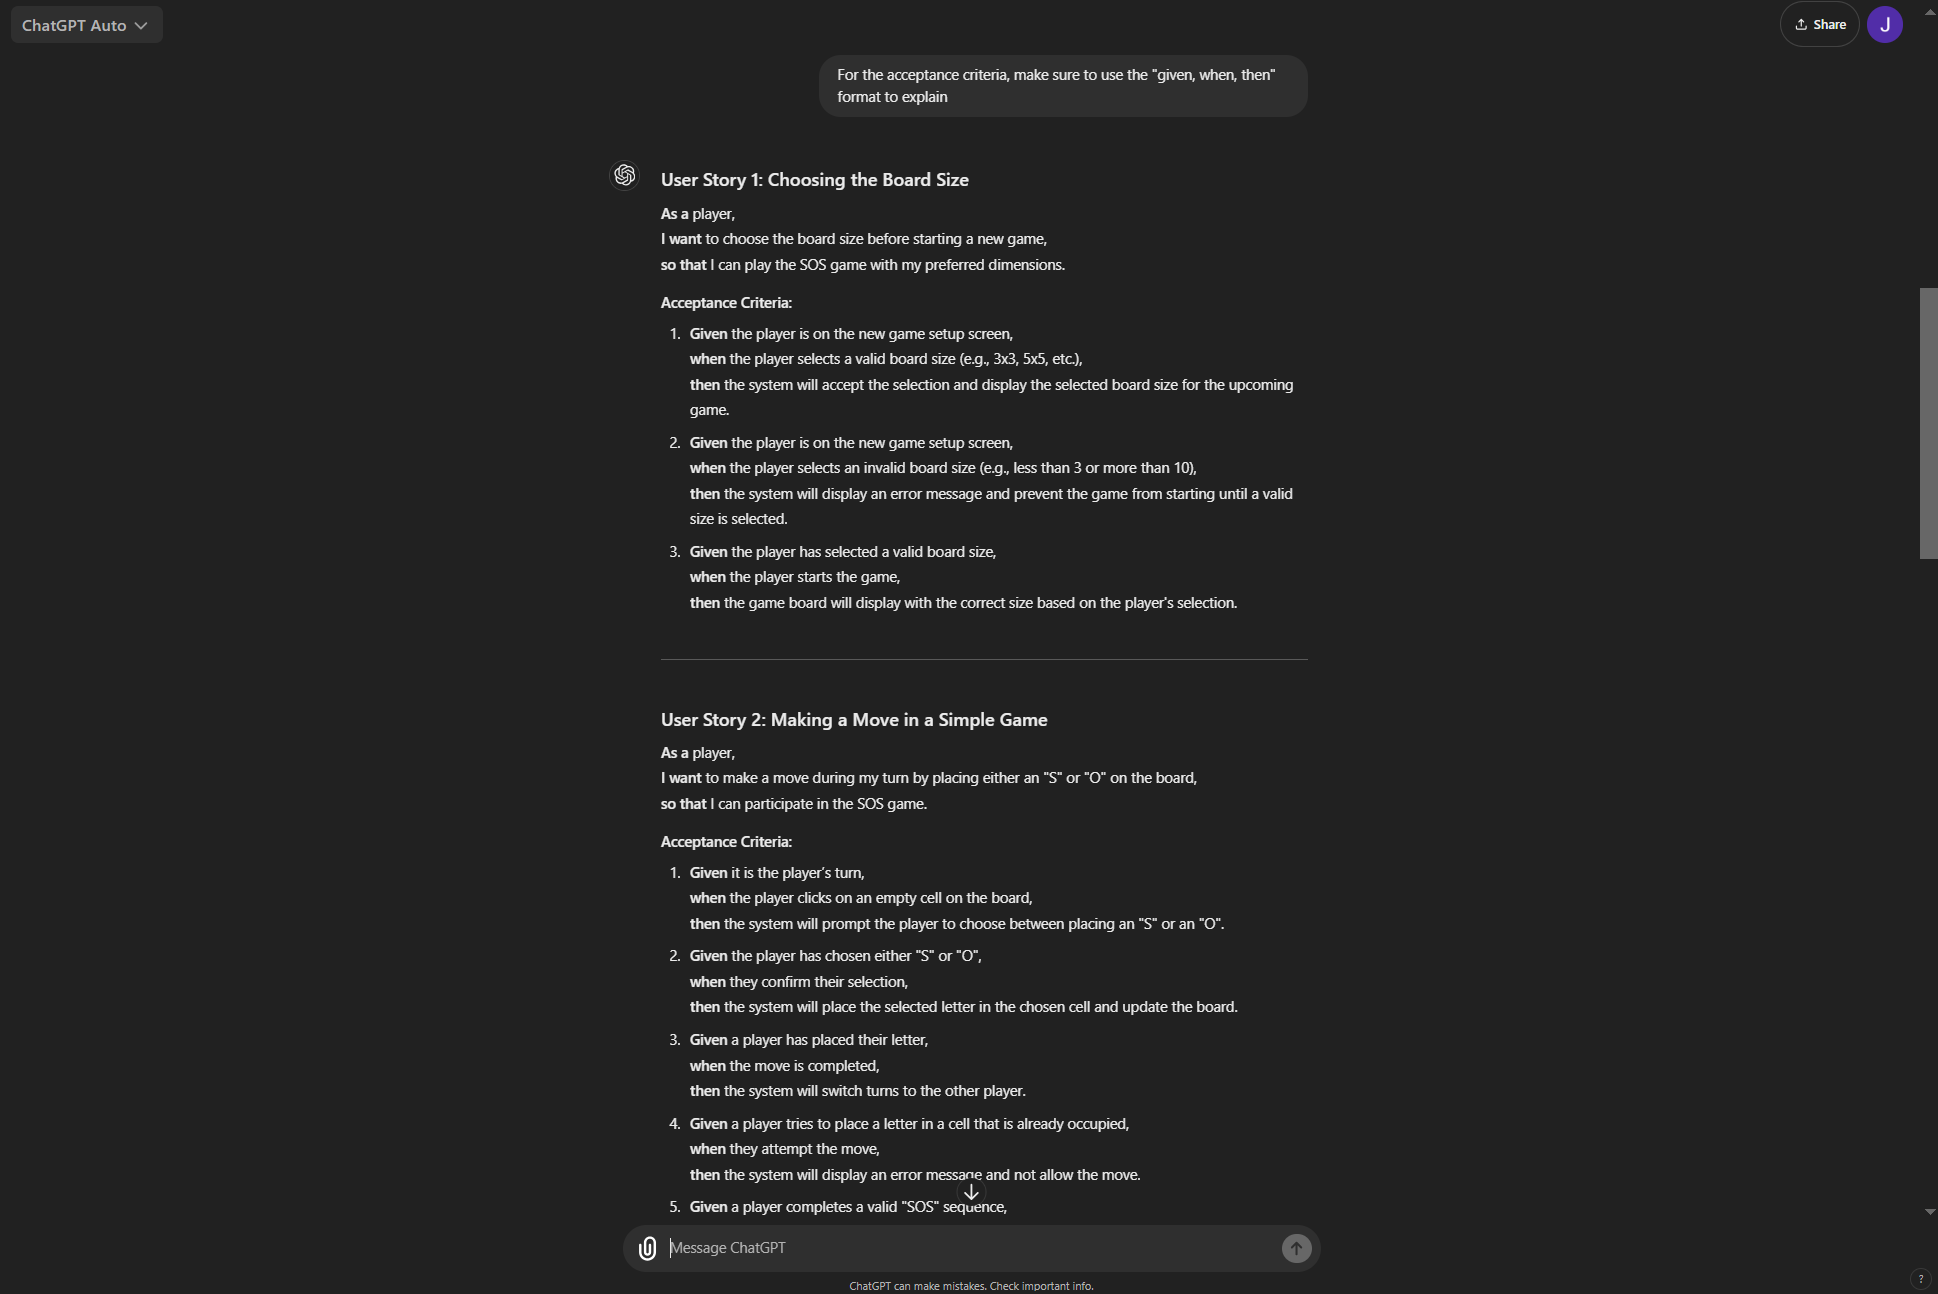 ChatGPT Auto
Share
J
For the acceptance criteria, make sure to use the "given, when, then"
format to explain
User Story 1: Choosing the Board Size
As a player,
I want to choose the board size before starting a new game,
so that I can play the SOS game with my preferred dimensions.
Acceptance Criteria:
1. Given the player is on the new game setup screen,
when the player selects a valid board size (e.g., 3x3, 5x5, etc.),
then the system will accept the selection and display the selected board size for the upcoming
game.
2. Given the player is on the new game setup screen,
when the player selects an invalid board size (e.g., less than 3 or more than 10),
then the system will display an error message and prevent the game from starting until a valid
size is selected.
3. Given the player has selected a valid board size,
when the player starts the game,
then the game board will display with the correct size based on the player's selection.
User Story 2: Making a Move in a Simple Game
As a player,
I want to make a move during my turn by placing either an "S" or "O" on the board,
so that I can participate in the SOS game.
Acceptance Criteria:
1. Given it is the player's turn,
when the player clicks on an empty cell on the board,
then the system will prompt the player to choose between placing an "S" or an "O".
2. Given the player has chosen either "S" or "O",
when they confirm their selection,
then the system will place the selected letter in the chosen cell and update the board.
3. Given a player has placed their letter,
when the move is completed,
then the system will switch turns to the other player.
4. Given a player tries to place a letter in a cell that is already occupied,
when they attempt the move,
then the system will display an error message and not allow the move.
5. Given a player completes a valid "SOS" sequence,
Message ChatGPT
ChatGPT can make mistakes. Check important info.
?